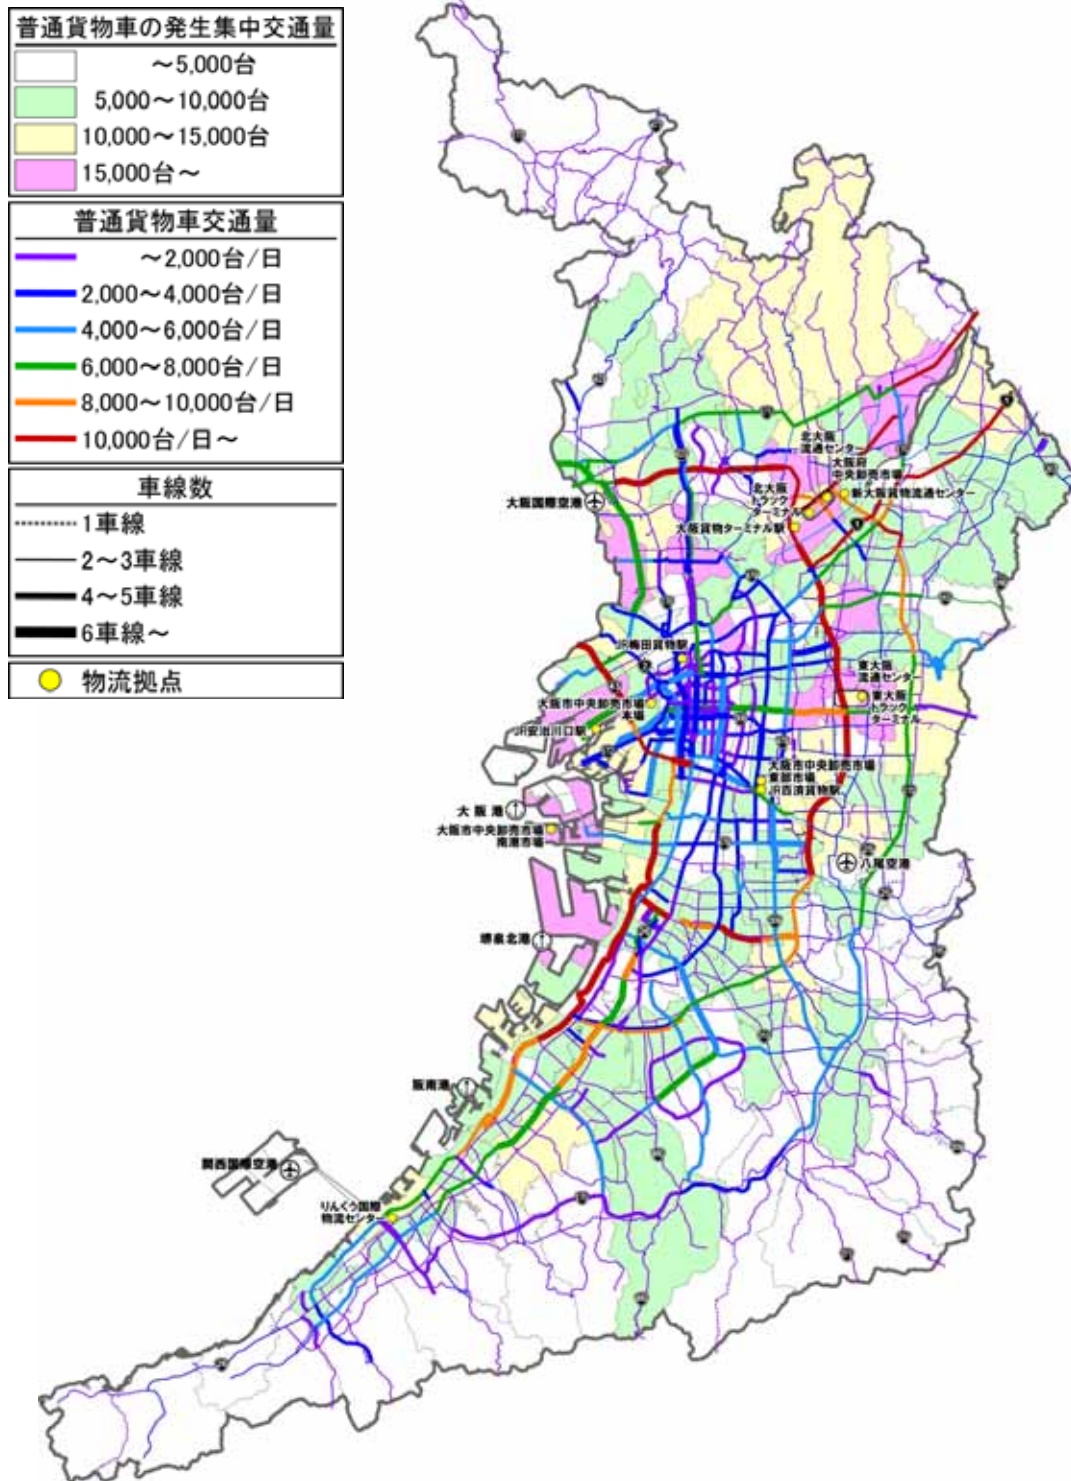 普通貨物車の発生集中交通量
～5,000台
5,000～10,000台
10,000～15,000台
15,000台～
普通貨物車交通量
～2,000台/日
2,000～4,000台/日
4,000～6,000台/日
6,000～8,000台/日
8,000～10,000台/日
10,000台/日～
車線数
1車線
2～3車線
4～5車線
6車線～
物流拠点
北大阪
流通センター
大阪府
中央卸売市場
北大阪
トラック
ターミナル
新大阪貨物流通センター
大阪国際空港
大阪貨物ターミナル駅
JR梅田貨物駅
東大阪
流通センター
東大阪
トラック
ターミナル
大阪市中央卸売市場
本場
JR安治川口駅
大阪市中央卸売市場
東部市場
JR百済貨物駅
大阪港
大阪市中央卸売市場
南港市場
八尾空港
堺泉北港
阪南港
関西国際空港
りんくう国際
物流センター